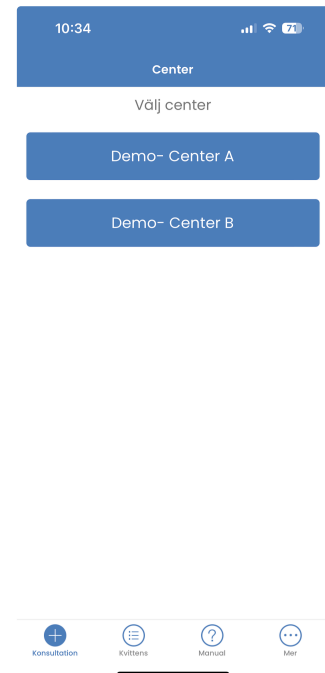 10:34
71
Center
Välj center
Demo- Center A
Demo- Center B
Konsultation
Kvittens
Manual
Mer